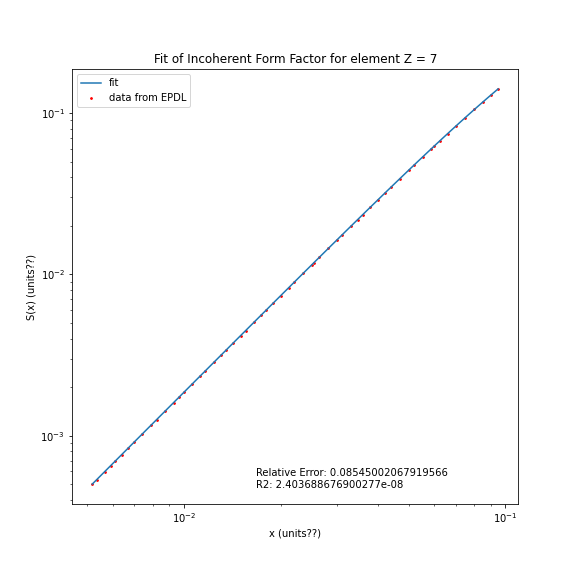 Fit of Incoherent Form Factor for element Z = 7
fit
data from EPDL
10⁻¹
10⁻²
10⁻³
S(x) (units??)
Relative Error: 0.08545002067919566
R2: 2.403688676900277e-08
10⁻² 10⁻¹
x (units??)